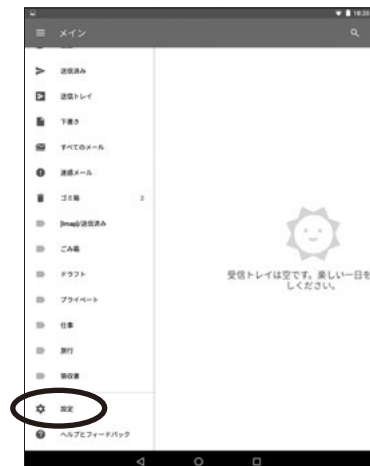 18:20
メイン
送信済み
送信トレイ
下書き
すべてのメール
迷惑メール
ゴミ箱 2
[Imap]/送信済み
ごみ箱
ドラフト
プライベート
仕事
旅行
領収書
設定
ヘルプとフィードバック
受信トレイは空です。楽しい一日を
しください。